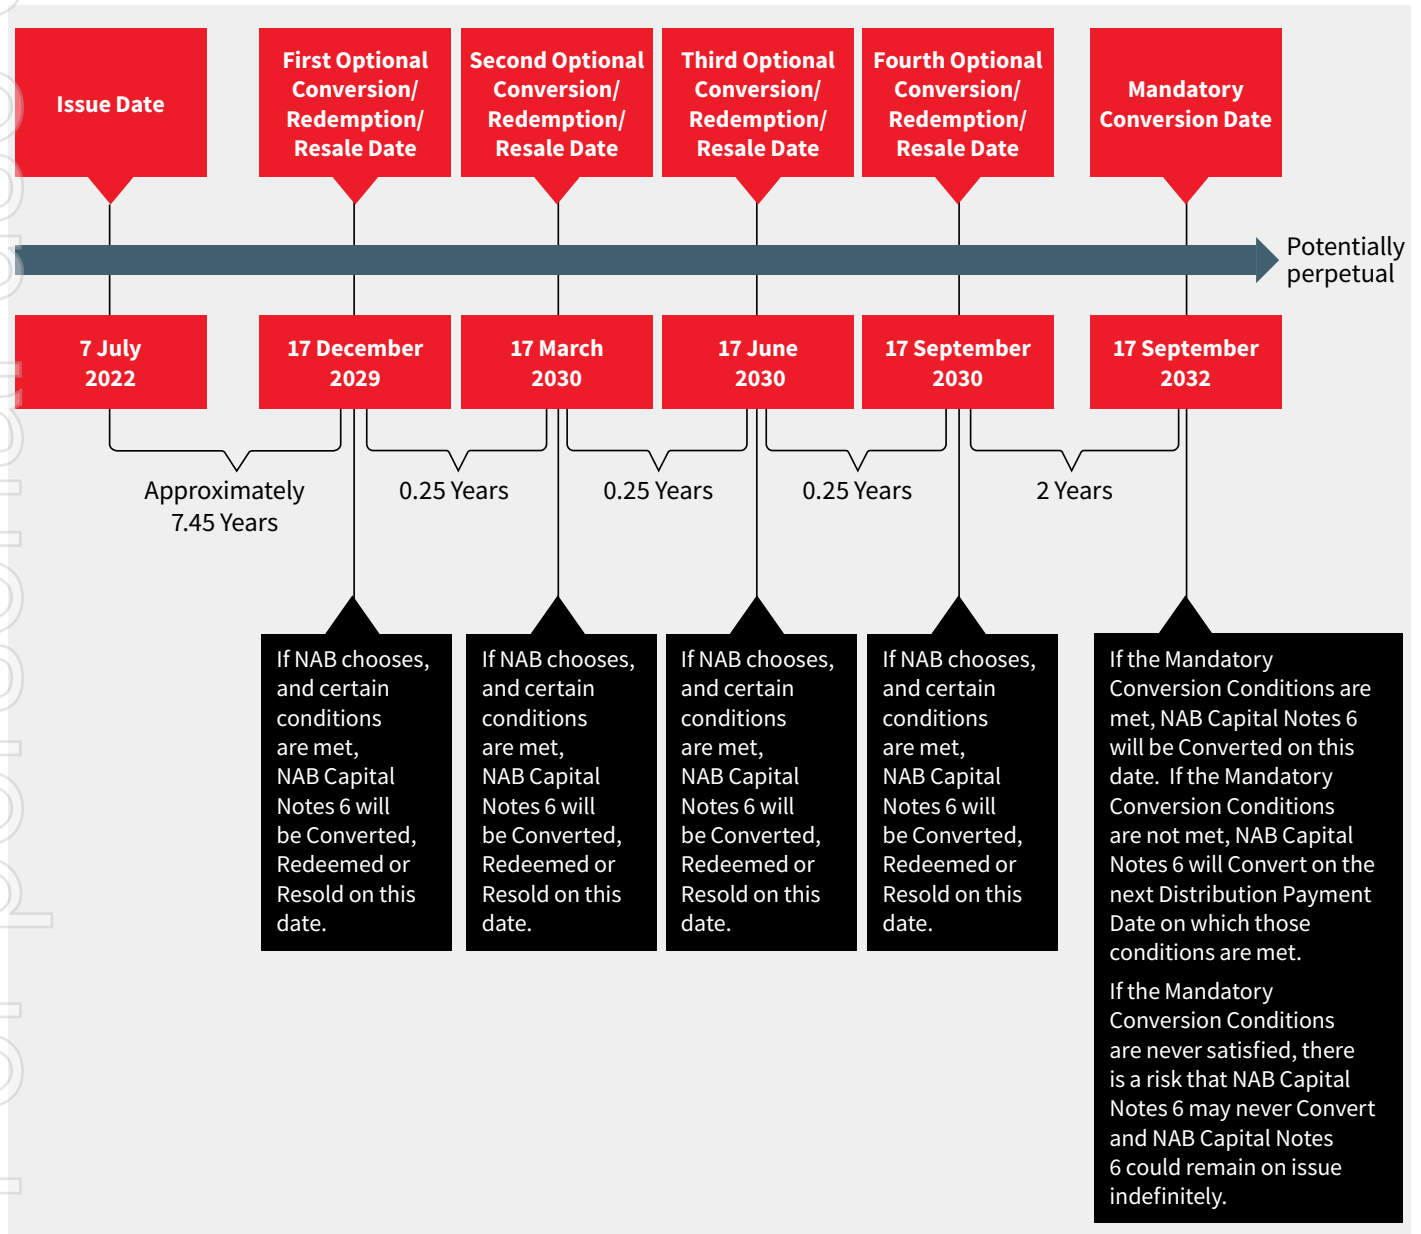 Issue Date
First Optional
Conversion/
Redemption/
Resale Date
Second Optional
Conversion/
Redemption/
Resale Date
Third Optional
Conversion/
Redemption/
Resale Date
Fourth Optional
Conversion/
Redemption/
Resale Date
Mandatory
Conversion Date
Potentially
perpetual
7 July
2022
17 December
2029
17 March
2030
17 June
2030
17 September
2030
17 September
2032
Approximately
7.45 Years
0.25 Years
0.25 Years
0.25 Years
2 Years
If NAB chooses,
and certain
conditions
are met,
NAB Capital
Notes 6 will
be Converted,
Redeemed or
Resold on this
date.
If NAB chooses,
and certain
conditions
are met,
NAB Capital
Notes 6 will
be Converted,
Redeemed or
Resold on this
date.
If NAB chooses,
and certain
conditions
are met,
NAB Capital
Notes 6 will
be Converted,
Redeemed or
Resold on this
date.
If NAB chooses,
and certain
conditions
are met,
NAB Capital
Notes 6 will
be Converted,
Redeemed or
Resold on this
date.
If the Mandatory
Conversion Conditions are
met, NAB Capital Notes 6
will be Converted on this
date. If the Mandatory
Conversion Conditions
are not met, NAB Capital
Notes 6 will Convert on the
next Distribution Payment
Date on which those
conditions are met.
If the Mandatory
Conversion Conditions
are never satisfied, there
is a risk that NAB Capital
Notes 6 may never Convert
and NAB Capital Notes
6 could remain on issue
indefinitely.